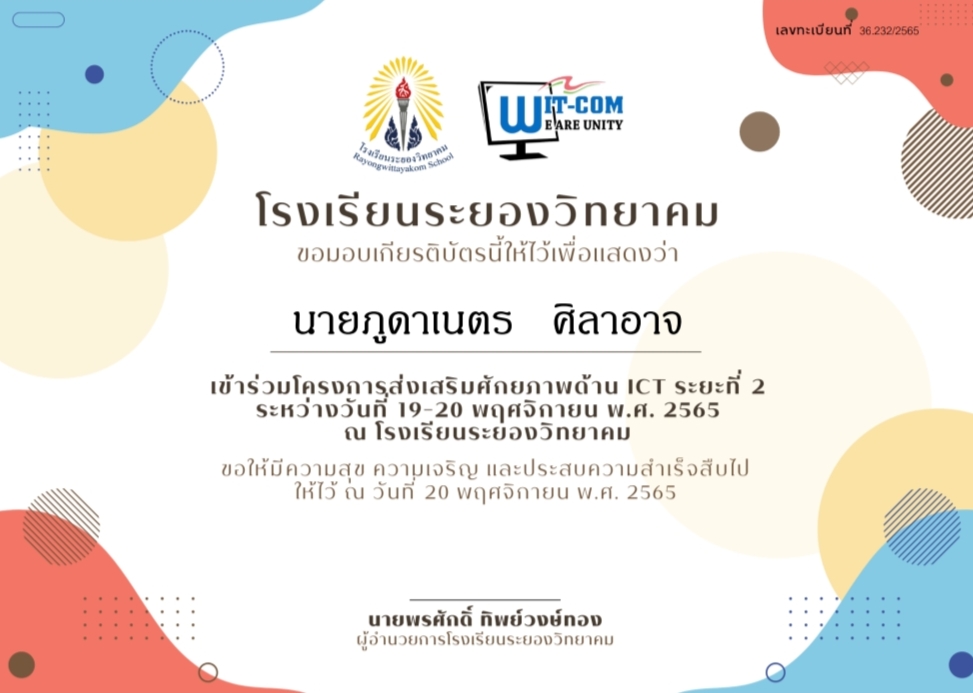 เลขทะเบียนที่ 36.232/2565
โรงเรียนระยองวิทยาคม
Rayongwittayakom School
WIT-COM
WE ARE UNITY
โรงเรียนระยองวิทยาคม
ขอมอบเกียรติบัตรนี้ให้ไว้เพื่อแสดงว่า
นายภูดาเนตร ศิลาอาจ
เข้าร่วมโครงการส่งเสริมศักยภาพด้าน ICT ระยะที่ 2
ระหว่างวันที่ 19-20 พฤศจิกายน พ.ศ. 2565
ณ โรงเรียนระยองวิทยาคม
ขอให้มีความสุข ความเจริญ และประสบความสำเร็จสืบไป
ให้ไว้ ณ วันที่ 20 พฤศจิกายน พ.ศ. 2565
นายพรศักดิ์ ทิพย์วงษ์ทอง
ผู้อำนวยการโรงเรียนระยองวิทยาคม